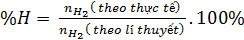 %H = n_{H_2} (theo thực tế) / n_{H_2} (theo lí thuyết) . 100%